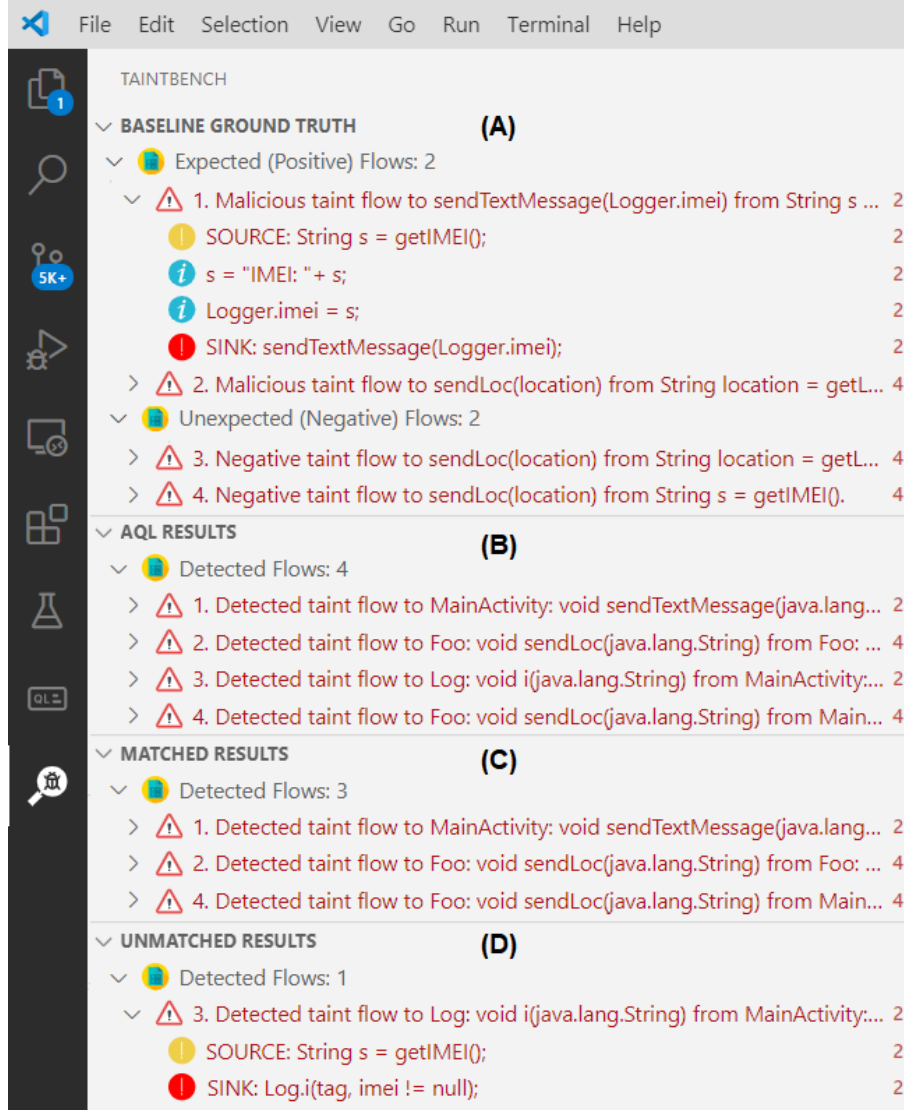 File Edit Selection View Go Run Terminal Help
TAINTBENCH
1
BASELINE GROUND TRUTH (A)
Expected (Positive) Flows: 2
1. Malicious taint flow to sendTextMessage(Logger.imei) from String s ... 2
SOURCE: String s = getIMEI(); 2
5K+
s = "IMEI: "+ s; 2
Logger.imei = s; 2
SINK: sendTextMessage(Logger.imei); 2
2. Malicious taint flow to sendLoc(location) from String location = getL... 4
Unexpected (Negative) Flows: 2
3. Negative taint flow to sendLoc(location) from String location = getL... 4
4. Negative taint flow to sendLoc(location) from String s = getIMEI(). 4
AQL RESULTS (B)
Detected Flows: 4
1. Detected taint flow to MainActivity: void sendTextMessage(java.lang... 2
2. Detected taint flow to Foo: void sendLoc(java.lang.String) from Foo: ... 4
3. Detected taint flow to Log: void i(java.lang.String) from MainActivity:... 2
QL
4. Detected taint flow to Foo: void sendLoc(java.lang.String) from Main... 4
MATCHED RESULTS (C)
Detected Flows: 3
1. Detected taint flow to MainActivity: void sendTextMessage(java.lang... 2
2. Detected taint flow to Foo: void sendLoc(java.lang.String) from Foo: ... 4
4. Detected taint flow to Foo: void sendLoc(java.lang.String) from Main... 4
UNMATCHED RESULTS (D)
Detected Flows: 1
3. Detected taint flow to Log: void i(java.lang.String) from MainActivity:... 2
SOURCE: String s = getIMEI(); 2
SINK: Log.i(tag, imei != null); 2